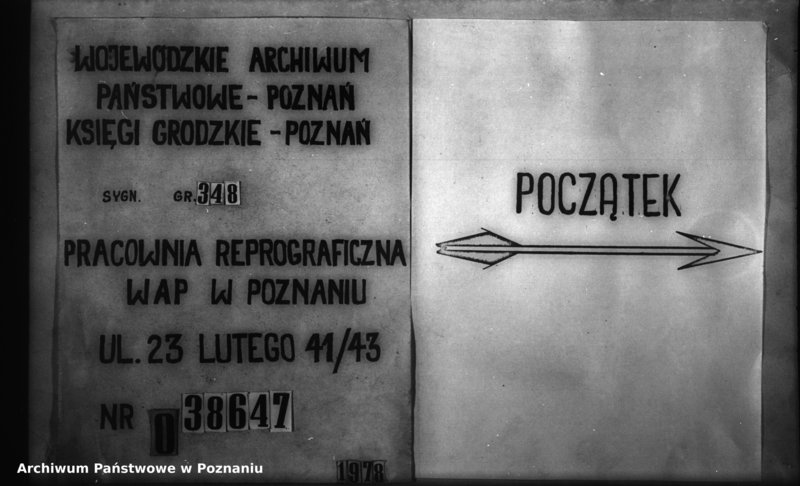 WOJEWÓDZKIE ARCHIWUM
PAŃSTWOWE - POZNAŃ
KSIĘGI GRODZKIE - POZNAŃ
SYGN. GR. 348
PRACOWNIA REPROGRAFICZNA
WAP W POZNANIU
UL. 23 LUTEGO 41/43
NR 038647
1978
POCZĄTEK
Archiwum Państwowe w Poznaniu